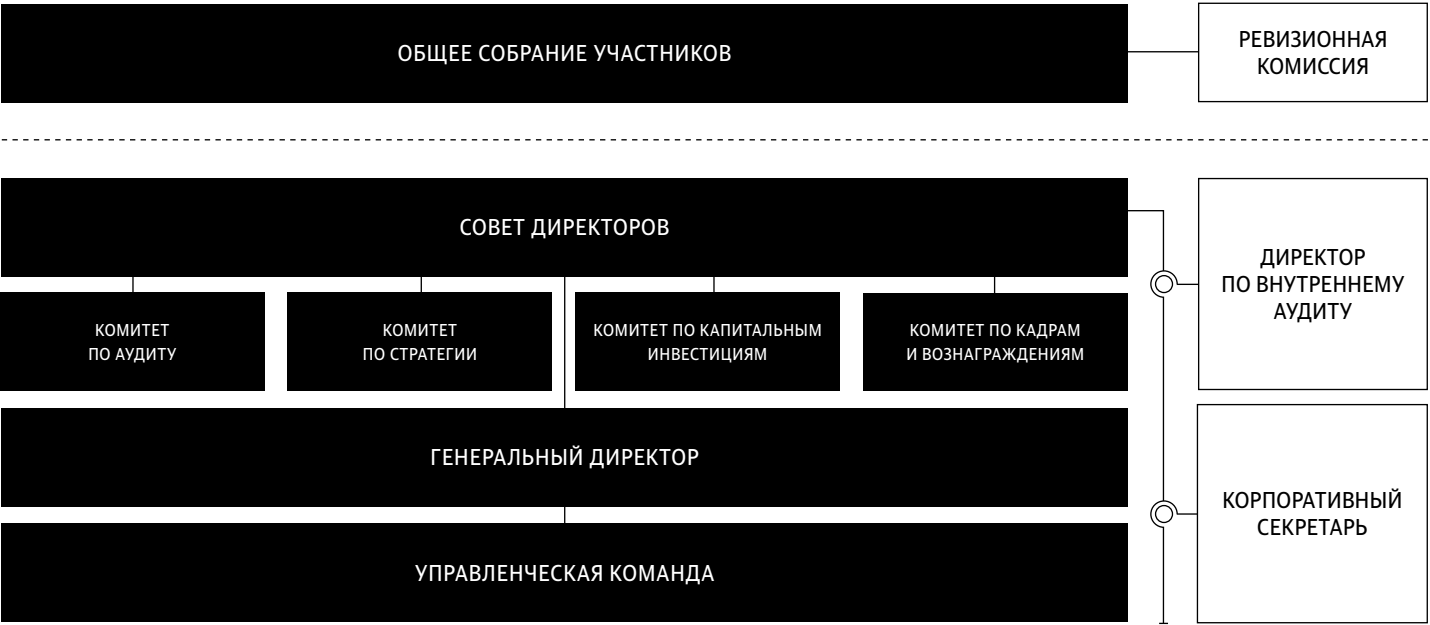 ОБЩЕЕ СОБРАНИЕ УЧАСТНИКОВ
РЕВИЗИОННАЯ
КОМИССИЯ
СОВЕТ ДИРЕКТОРОВ
ДИРЕКТОР
ПО ВНУТРЕННЕМУ
АУДИТУ
КОМИТЕТ
ПО АУДИТУ
КОМИТЕТ
ПО СТРАТЕГИИ
КОМИТЕТ ПО КАПИТАЛЬНЫМ
ИНВЕСТИЦИЯМ
КОМИТЕТ ПО КАДРАМ
И ВОЗНАГРАЖДЕНИЯМ
ГЕНЕРАЛЬНЫЙ ДИРЕКТОР
КОРПОРАТИВНЫЙ
СЕКРЕТАРЬ
УПРАВЛЕНЧЕСКАЯ КОМАНДА